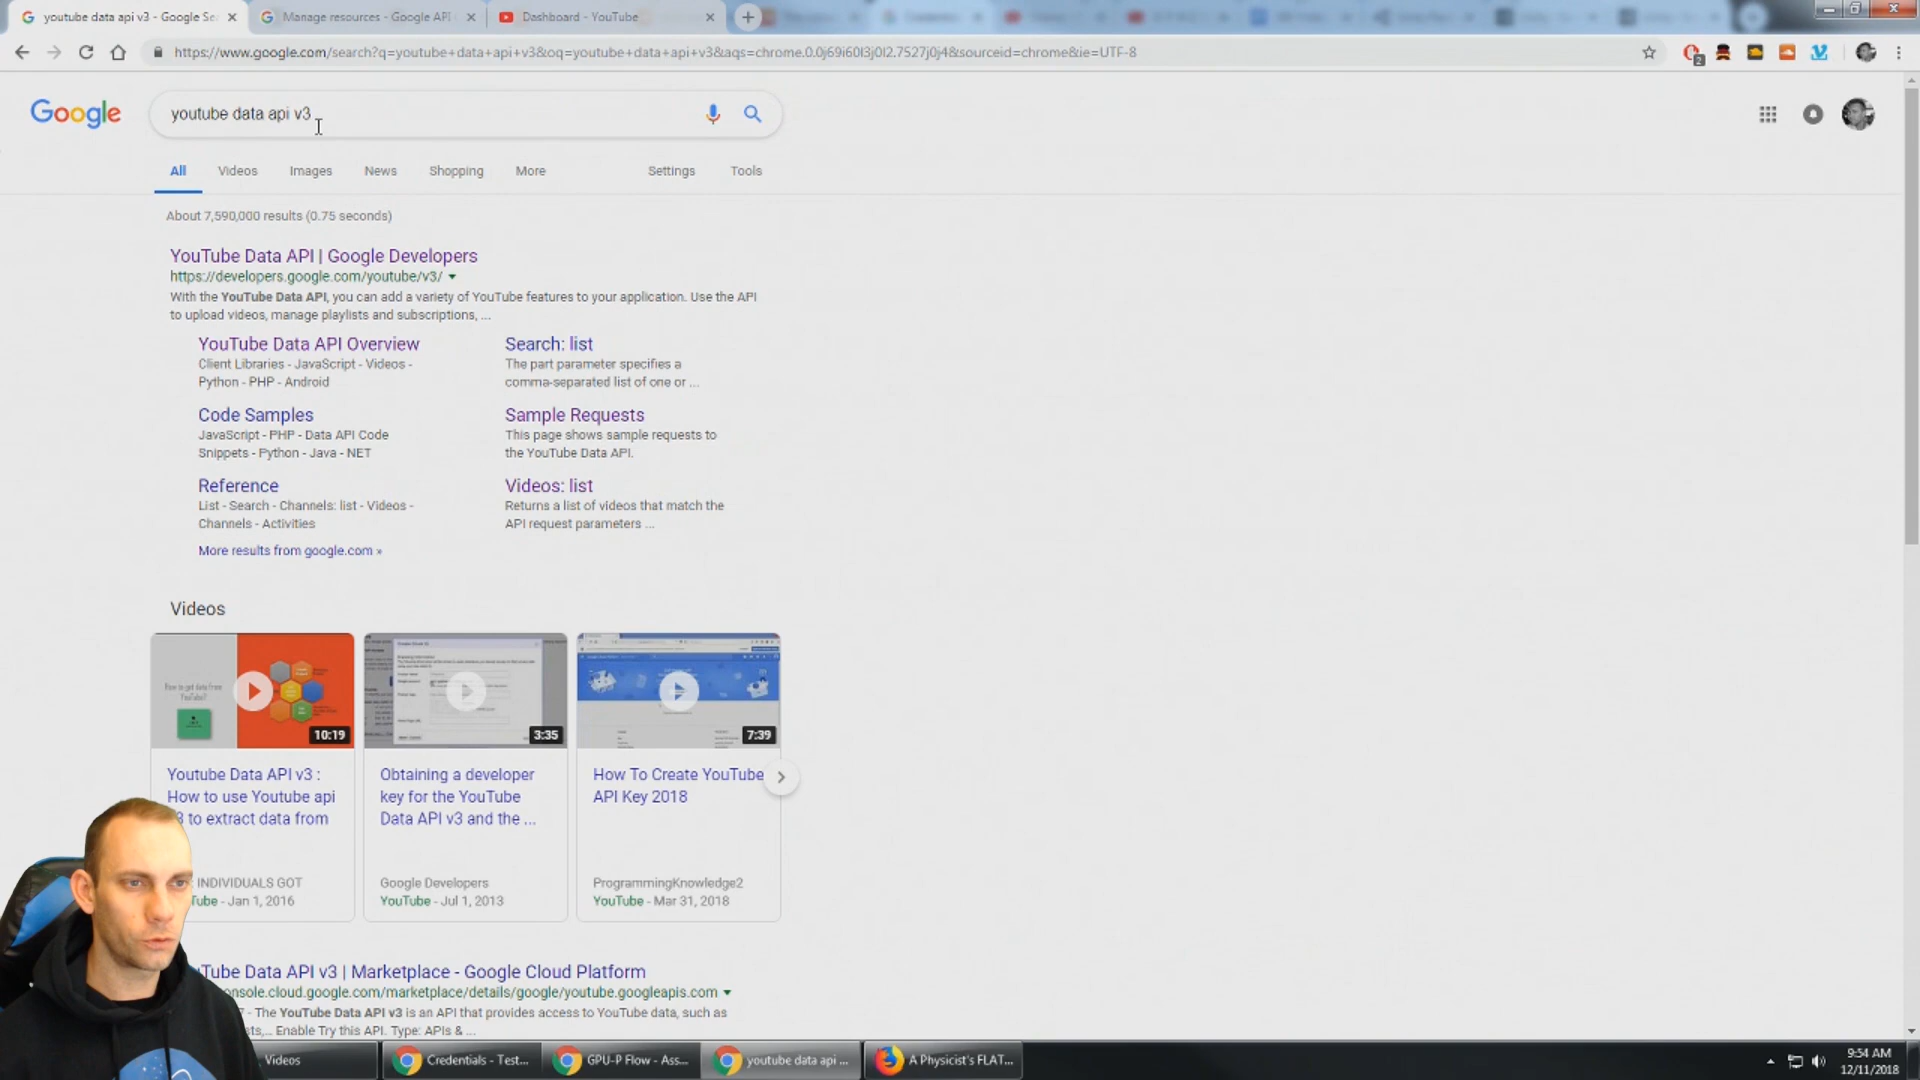 youtube data api v3 - Google Se
Manage resources - Google API
Dashboard - YouTube
https://www.google.com/search?q=youtube+data+api+v3&oq=youtube+data+api+v3&aqs=chrome.0.0j69i60l3j0l2.7527j0j4&sourceid=chrome&ie=UTF-8
2
Google
youtube data api v3
All Videos Images News Shopping More Settings Tools
About 7,590,000 results (0.75 seconds)
YouTube Data API | Google Developers
https://developers.google.com/youtube/v3/
With the YouTube Data API, you can add a variety of YouTube features to your application. Use the API
to upload videos, manage playlists and subscriptions, ...
YouTube Data API Overview
Client Libraries - JavaScript - Videos -
Python - PHP - Android
Search: list
The part parameter specifies a
comma-separated list of one or ...
Code Samples
JavaScript - PHP - Data API Code
Snippets - Python - Java - NET
Sample Requests
This page shows sample requests to
the YouTube Data API.
Reference
List - Search - Channels: list - Videos -
Channels - Activities
Videos: list
Returns a list of videos that match the
API request parameters ...
More results from google.com »
Videos
How to get data from
YouTube?
10:19
3:35
7:39
Youtube Data API v3 :
How to use Youtube api
v3 to extract data from
INDIVIDUALS GOT
Tube - Jan 1, 2016
Obtaining a developer
key for the YouTube
Data API v3 and the ...
Google Developers
YouTube - Jul 1, 2013
How To Create YouTube
API Key 2018
ProgrammingKnowledge2
YouTube - Mar 31, 2018
Tube Data API v3 | Marketplace - Google Cloud Platform
onsole.cloud.google.com/marketplace/details/google/youtube.googleapis.com
7 - The YouTube Data API v3 is an API that provides access to YouTube data, such as
sts,... Enable Try this API. Type: APIs & ...
Videos
Credentials - Test...
GPU-P Flow - Ass...
youtube data api ...
A Physicist's FLAT...
9:54 AM
12/11/2018